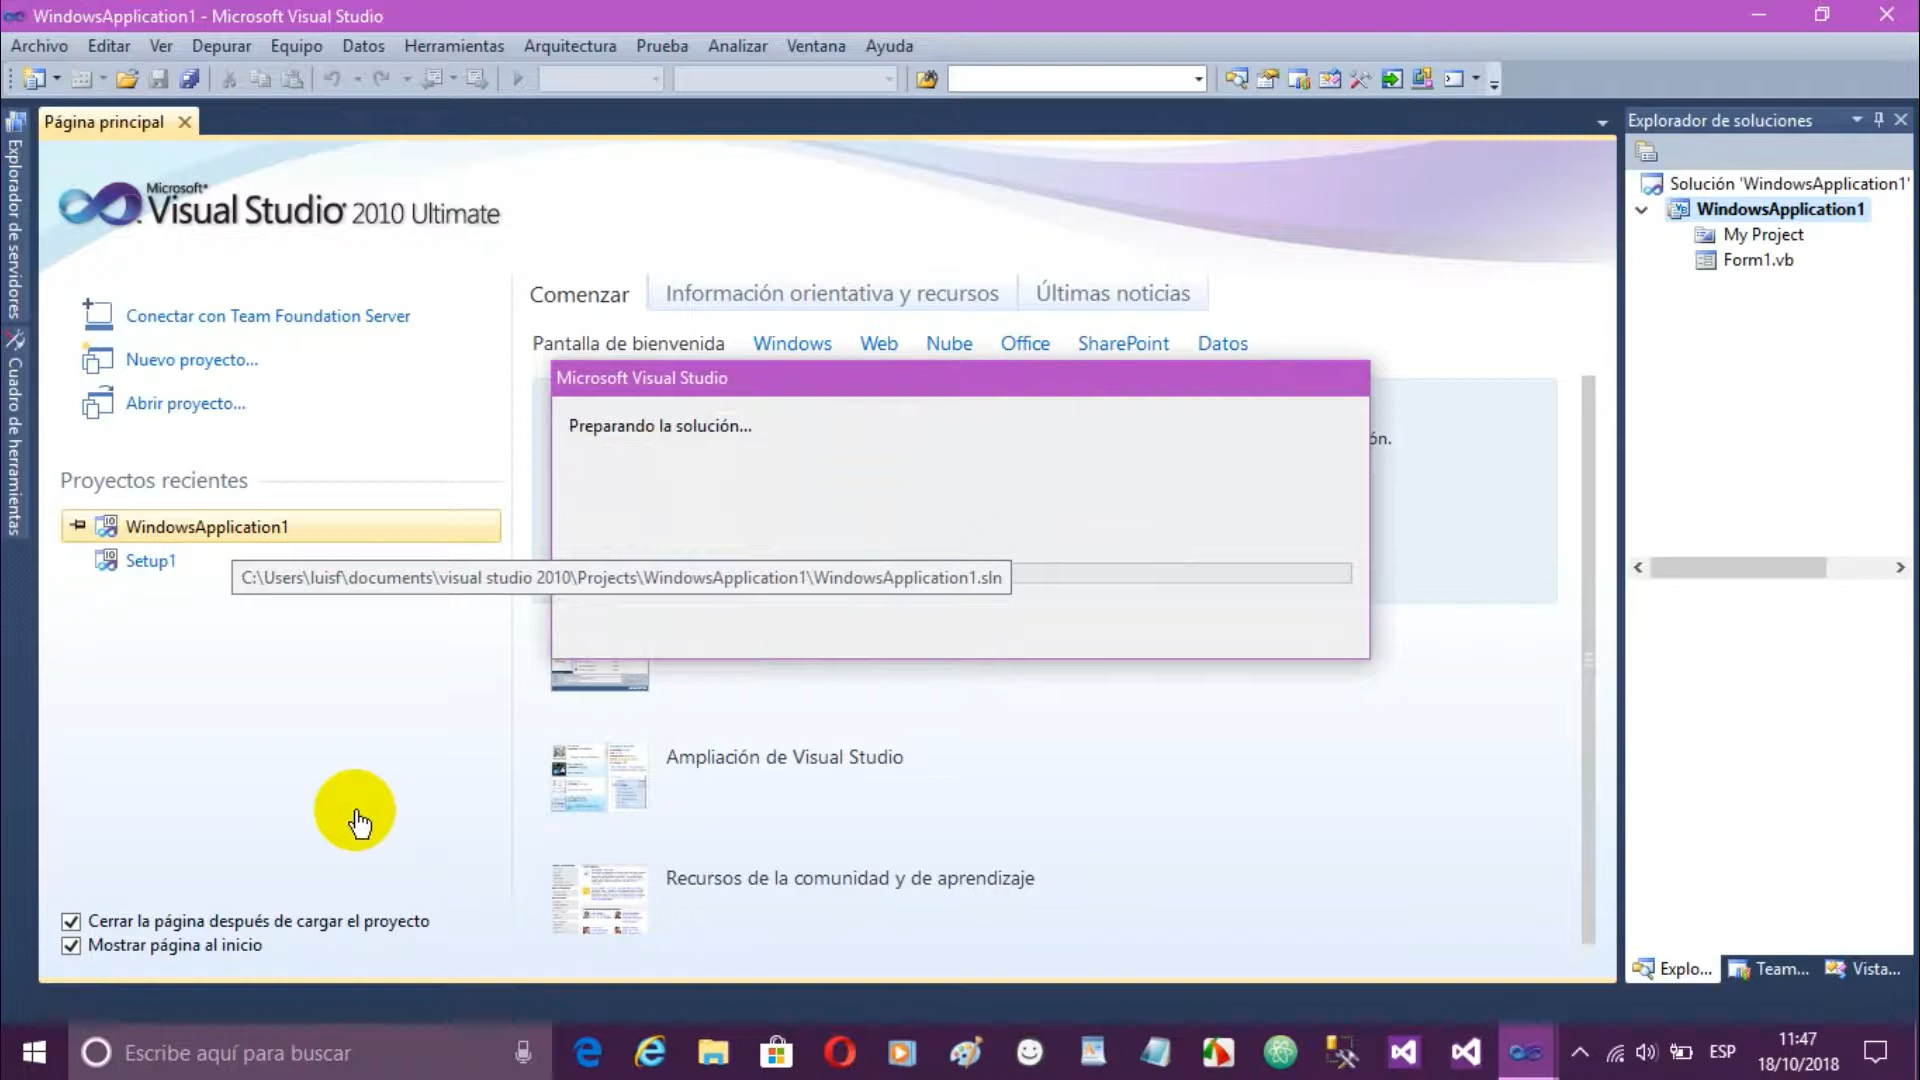 WindowsApplication1 - Microsoft Visual Studio
Archivo Editar Ver Depurar Equipo Datos Herramientas Arquitectura Prueba Analizar Ventana Ayuda
Explorador de servidores
Cuadro de herramientas
Página principal
Microsoft
Visual Studio 2010 Ultimate
Conectar con Team Foundation Server
Nuevo proyecto...
Abrir proyecto...
Proyectos recientes
WindowsApplication1
Setup1
C:\Users\luisf\documents\visual studio 2010\Projects\WindowsApplication1\WindowsApplication1.sln
Cerrar la página después de cargar el proyecto
Mostrar página al inicio
Comenzar Información orientativa y recursos Últimas noticias
Pantalla de bienvenida Windows Web Nube Office SharePoint Datos
Microsoft Visual Studio
Preparando la solución...
ón.
Ampliación de Visual Studio
Recursos de la comunidad y de aprendizaje
Explorador de soluciones
Solución 'WindowsApplication1'
WindowsApplication1
My Project
Form1.vb
Explo... Team... Vista...
Escribe aquí para buscar
ESP
11:47
18/10/2018